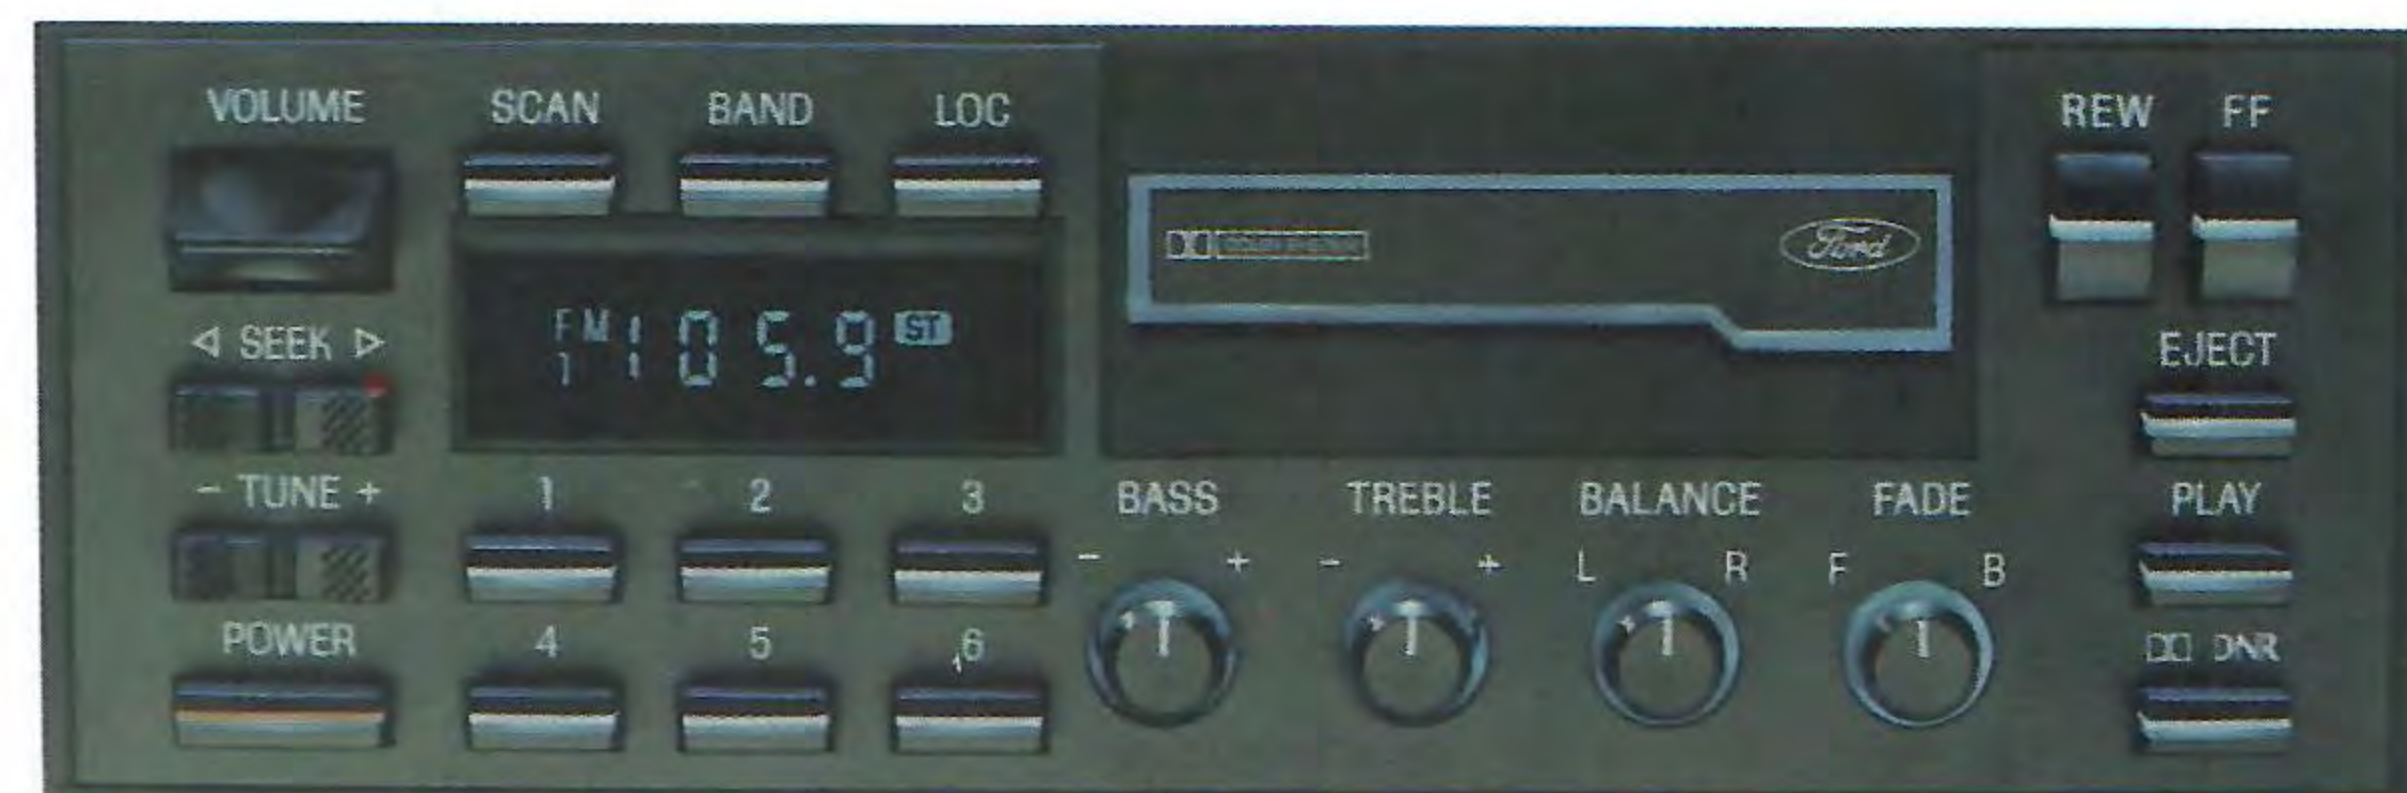 VOLUME SCAN BAND LOC REW FF
Ford
FM 1 105.9 ST
◁ SEEK ▷ EJECT
- TUNE + 1 2 3 BASS TREBLE BALANCE FADE PLAY
- + - + L R F B
POWER 4 5 6 DNR